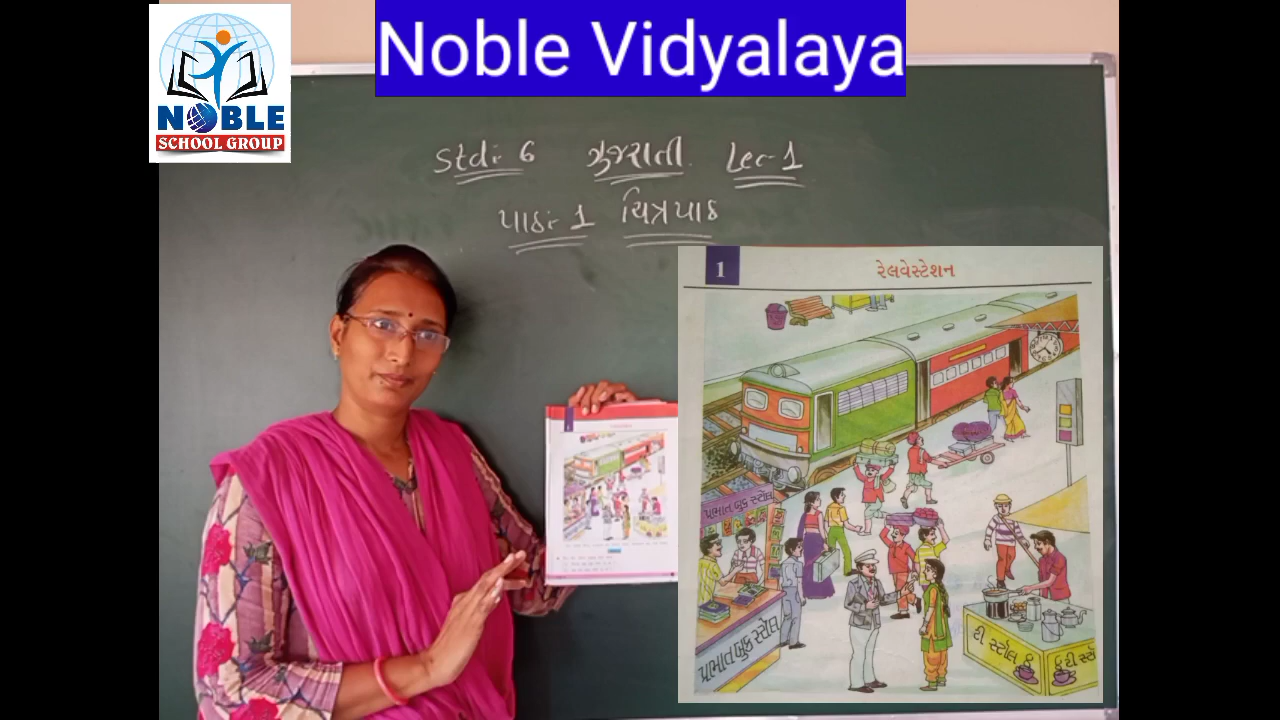 Noble Vidyalaya
NOBLE
SCHOOL GROUP
Std:- 6 ગુજરાતી. Lec-1
પાઠ:- 1 ચિત્રપાઠ
1 રેલવેસ્ટેશન
પ્રભાત બુક સ્ટોલ
પ્રભાત બુક સ્ટોલ
ટી સ્ટોલ
ટી સ્ટો